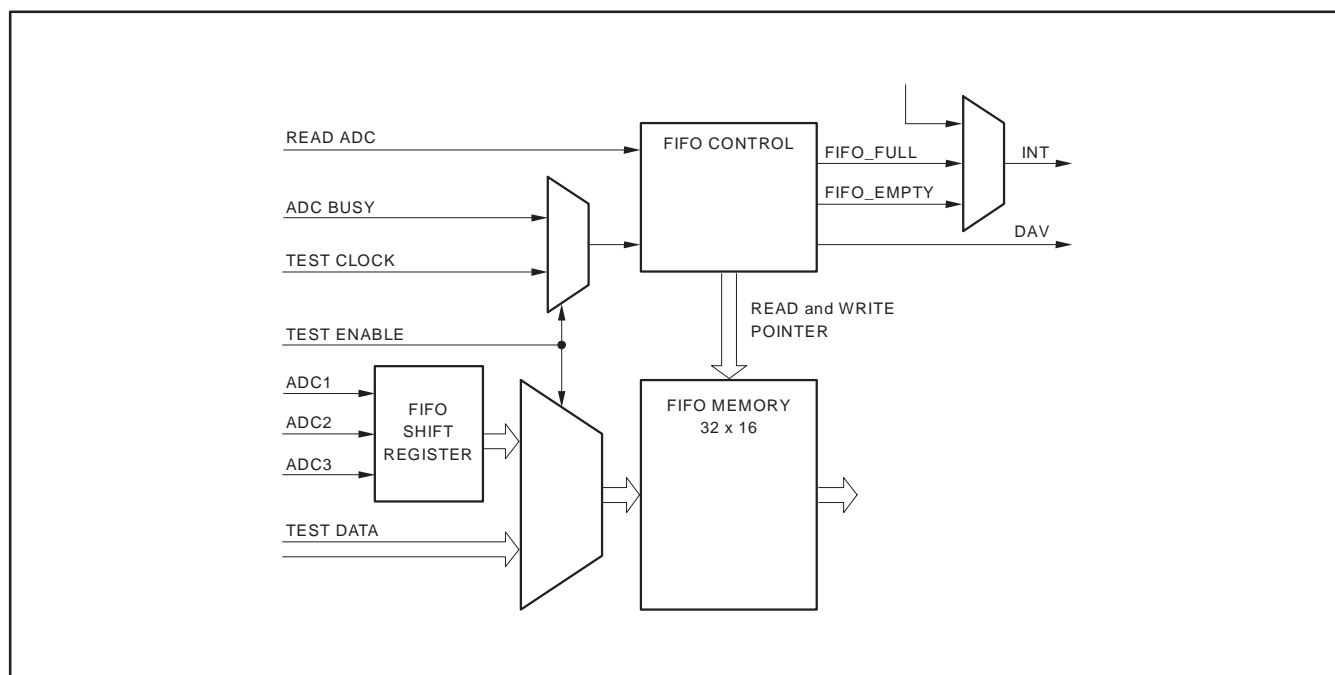 READ ADC
FIFO CONTROL
FIFO_FULL
INT
FIFO_EMPTY
ADC BUSY
DAV
TEST CLOCK
READ and WRITE
POINTER
TEST ENABLE
ADC1
FIFO
SHIFT
REGISTER
ADC2
ADC3
FIFO MEMORY
32 x 16
TEST DATA